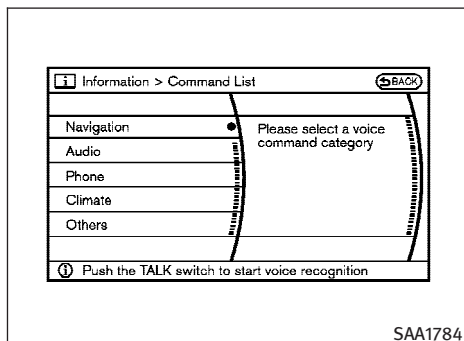 i Information > Command List BACK
Navigation
Please select a voice
command category
Audio
Phone
Climate
Others
i Push the TALK switch to start voice recognition
SAA1784